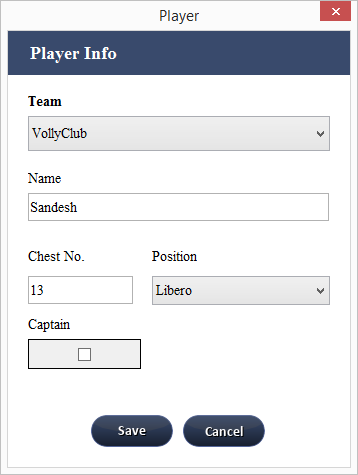 Player
Player Info
Team
VollyClub
Name
Sandesh
Chest No. Position
13 Libero
Captain
Save Cancel